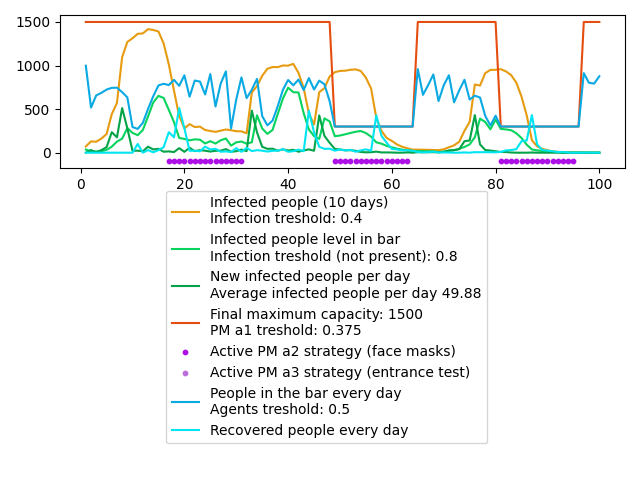 1500
1000
500
0
0
20
40
60
80
100
Infected people (10 days)
Infection treshold: 0.4
Infected people level in bar
Infection treshold (not present): 0.8
New infected people per day
Average infected people per day 49.88
Final maximum capacity: 1500
PM a1 treshold: 0.375
Active PM a2 strategy (face masks)
Active PM a3 strategy (entrance test)
People in the bar every day
Agents treshold: 0.5
Recovered people every day